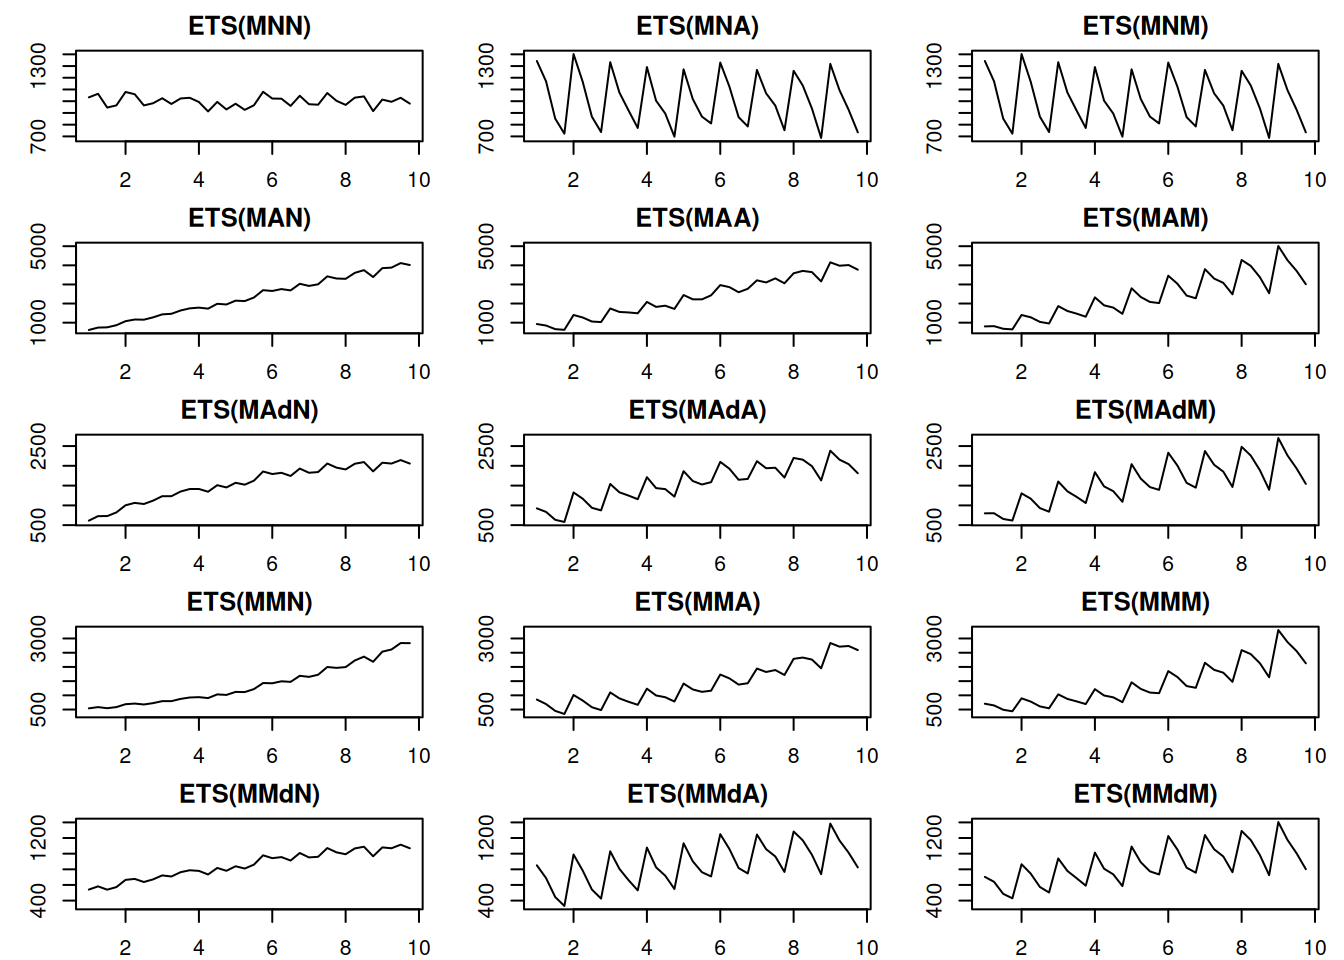 ETS(MNN) ETS(MNA) ETS(MNM)
1300 1300 1300
700 700 700
2 4 6 8 10 2 4 6 8 10 2 4 6 8 10
ETS(MAN) ETS(MAA) ETS(MAM)
5000 5000 5000
1000 1000 1000
2 4 6 8 10 2 4 6 8 10 2 4 6 8 10
ETS(MAdN) ETS(MAdA) ETS(MAdM)
2500 2500 2500
500 500 500
2 4 6 8 10 2 4 6 8 10 2 4 6 8 10
ETS(MMN) ETS(MMA) ETS(MMM)
3000 3000 3000
500 500 500
2 4 6 8 10 2 4 6 8 10 2 4 6 8 10
ETS(MMdN) ETS(MMdA) ETS(MMdM)
1200 1200 1200
400 400 400
2 4 6 8 10 2 4 6 8 10 2 4 6 8 10